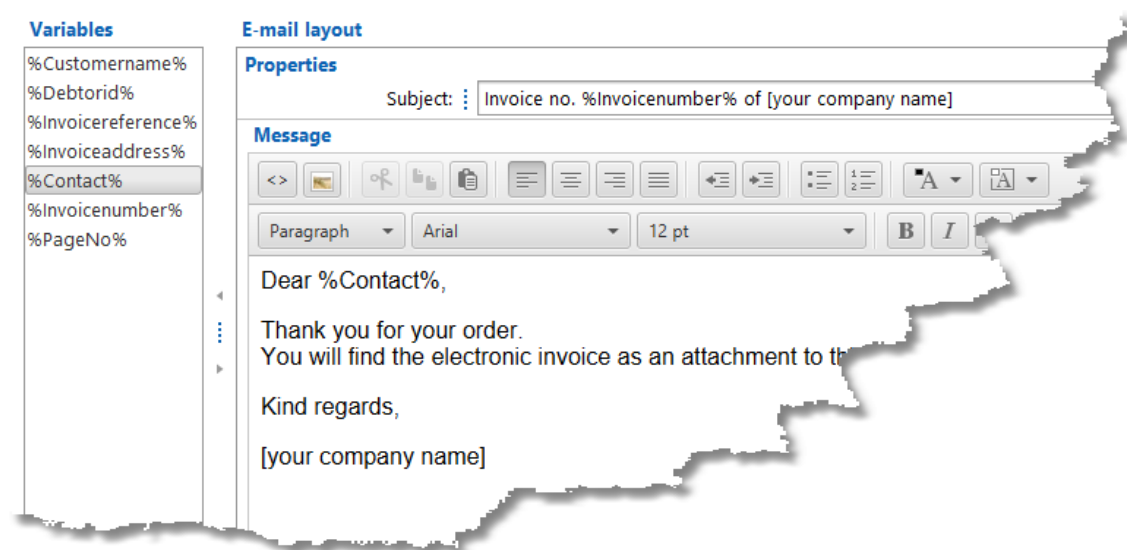 Variables
%Customername%
%Debtorid%
%Invoicereference%
%Invoiceaddress%
%Contact%
%Invoicenumber%
%PageNo%
E-mail layout
Properties
Subject: Invoice no. %Invoicenumber% of [your company name]
Message
Paragraph Arial 12 pt B I
Dear %Contact%,
Thank you for your order.
You will find the electronic invoice as an attachment to
Kind regards,
[your company name]